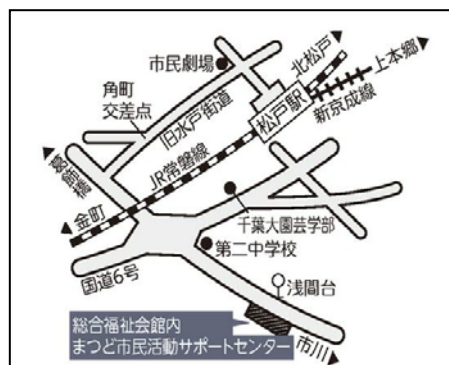 北松戸
上本郷
市民劇場
松戸駅
新京成線
角町
交差点
旧水戸街道
葛飾橋
JR常磐線
金町
千葉大園芸学部
第二中学校
国道6号
浅間台
総合福祉会館内
まつど市民活動サポートセンター
市川